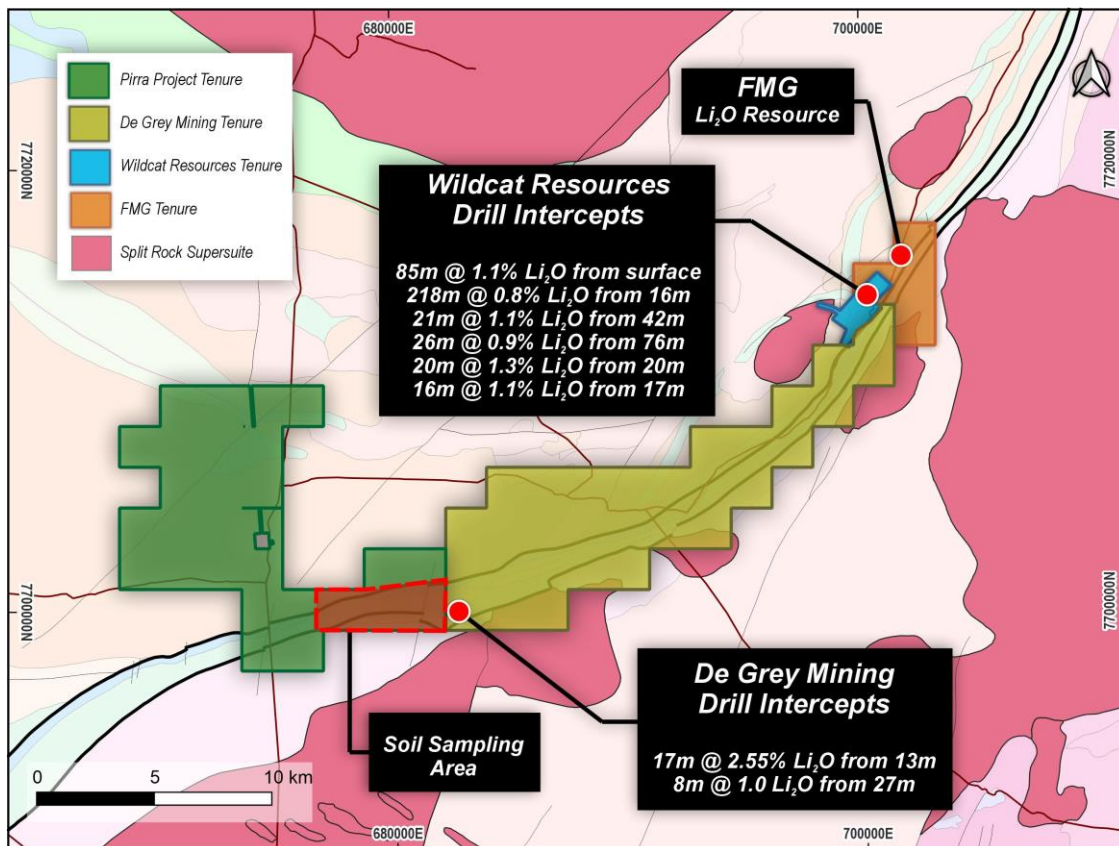 680000E
700000E
Pirra Project Tenure
De Grey Mining Tenure
Wildcat Resources Tenure
FMG Tenure
Split Rock Supersuite
FMG
Li₂O Resource
7720000N
7720000N
Wildcat Resources
Drill Intercepts
85m @ 1.1% Li₂O from surface
218m @ 0.8% Li₂O from 16m
21m @ 1.1% Li₂O from 42m
26m @ 0.9% Li₂O from 76m
20m @ 1.3% Li₂O from 20m
16m @ 1.1% Li₂O from 17m
7700000N
7700000N
De Grey Mining
Drill Intercepts
17m @ 2.55% Li₂O from 13m
8m @ 1.0 Li₂O from 27m
Soil Sampling
Area
0 5 10 km
680000E
700000E